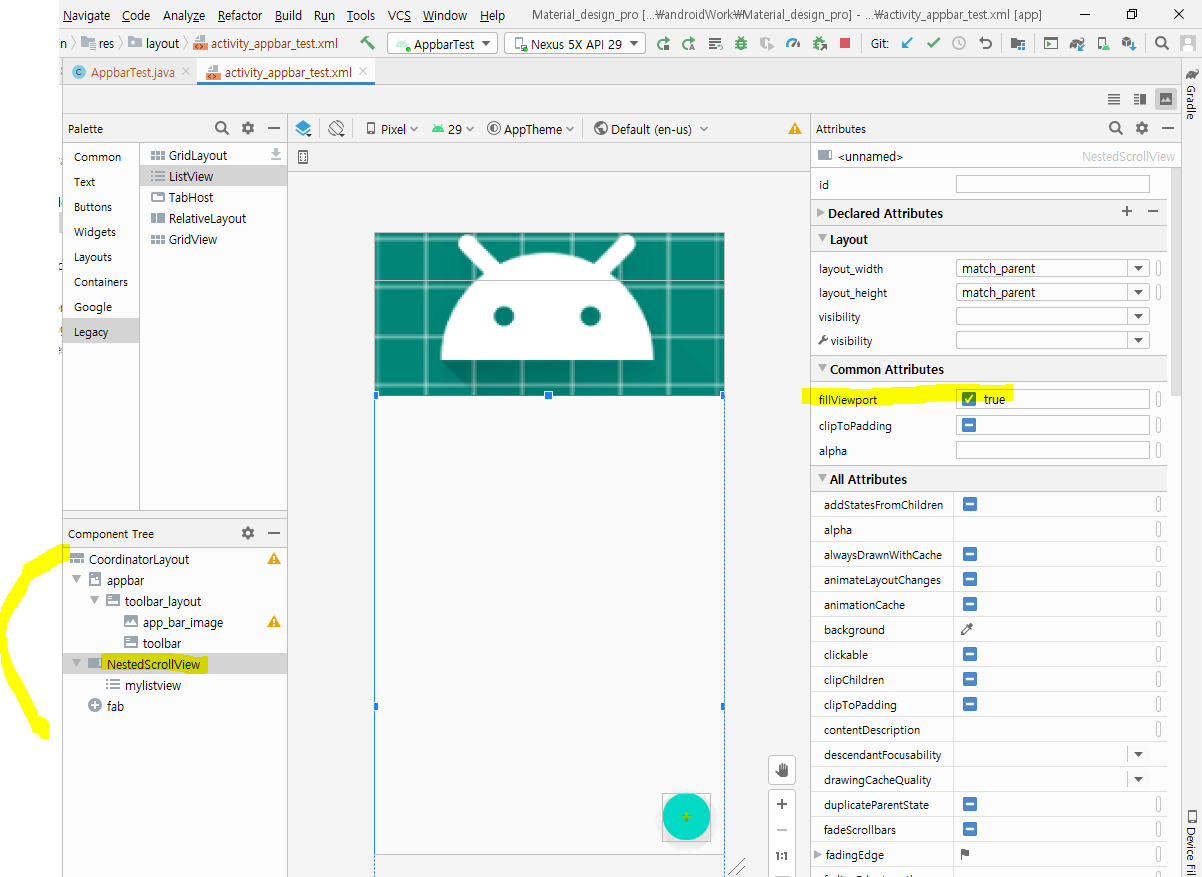 Navigate Code Analyze Refactor Build Run Tools VCS Window Help Material_design_pro [...₩androidWork₩Material_design_pro] - ...₩activity_appbar_test.xml [app]
res layout activity_appbar_test.xml AppbarTest Nexus 5X API 29 Git:
AppbarTest.java activity_appbar_test.xml
Gradle
Palette
Common
Text
Buttons
Widgets
Layouts
Containers
Google
Legacy
GridLayout
ListView
TabHost
RelativeLayout
GridView
Pixel 29 AppTheme Default (en-us)
Component Tree
CoordinatorLayout
appbar
toolbar_layout
app_bar_image
toolbar
NestedScrollView
mylistview
fab
1:1
Attributes
<unnamed> NestedScrollView
id
Declared Attributes
Layout
layout_width match_parent
layout_height match_parent
visibility
visibility
Common Attributes
fillViewport true
clipToPadding
alpha
All Attributes
addStatesFromChildren
alpha
alwaysDrawnWithCache
animateLayoutChanges
animationCache
background
clickable
clipChildren
clipToPadding
contentDescription
descendantFocusability
drawingCacheQuality
duplicateParentState
fadeScrollbars
fadingEdge